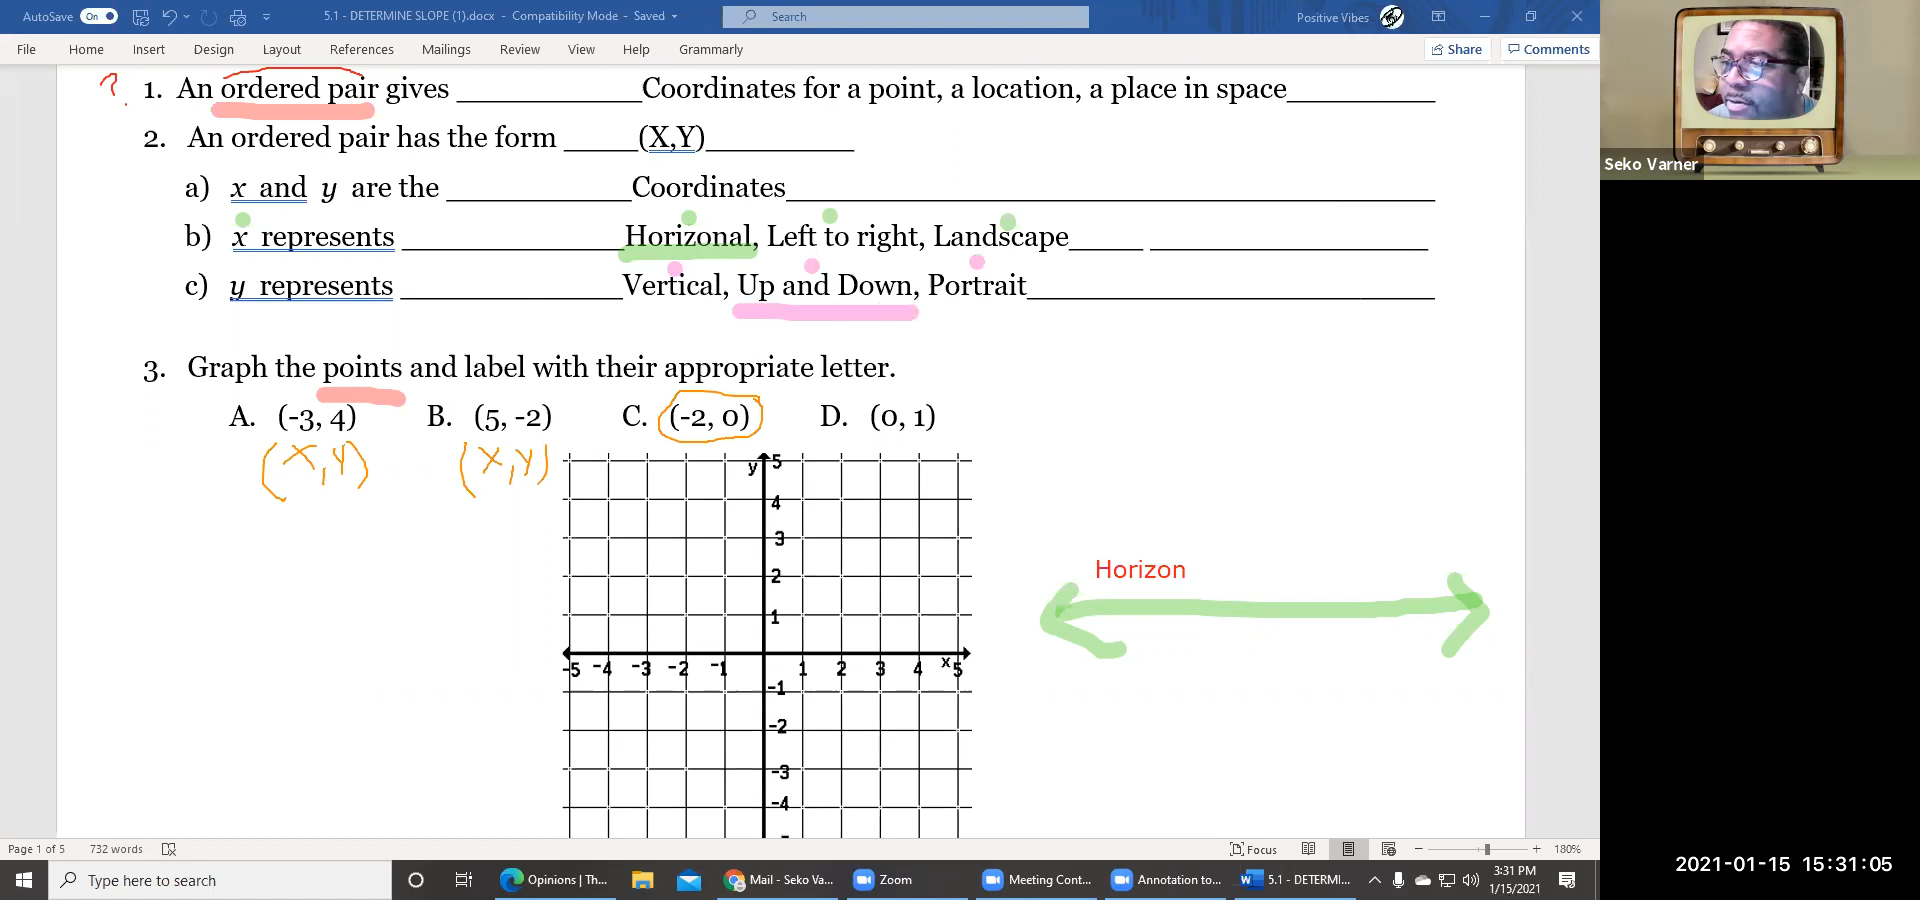 AutoSave On 5.1 - DETERMINE SLOPE (1).docx - Compatibility Mode - Saved Search Positive Vibes
File Home Insert Design Layout References Mailings Review View Help Grammarly Share Comments
? 1. An ordered pair gives __________Coordinates for a point, a location, a place in space________
2. An ordered pair has the form _____(X,Y)__________
a) x and y are the __________Coordinates____________________
b) x represents ____________Horizonal, Left to right, Landscape_____ _______________
c) y represents ____________Vertical, Up and Down, Portrait____________________
3. Graph the points and label with their appropriate letter.
A. (-3, 4) B. (5, -2) C. (-2, 0) D. (0, 1)
(X,Y) (X,Y)
y 5
4
3
Horizon
2
1
-5 -4 -3 -2 -1 1 2 3 4 x 5
-1
-2
-3
-4
Seko Varner
Page 1 of 5 732 words Focus 180%
Type here to search Opinions | Th... Mail - Seko Va... Zoom Meeting Cont... Annotation to... 5.1 - DETERMI... 3:31 PM
1/15/2021
2021-01-15 15:31:05